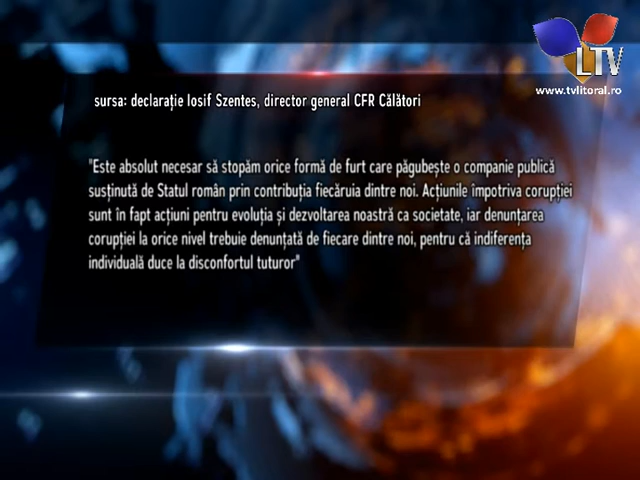 LTV
www.tvlitoral.ro
sursa: declarație Iosif Szentes, director general CFR Călători
"Este absolut necesar să stopăm orice formă de furt care păgubește o companie publică
susținută de Statul român prin contribuția fiecăruia dintre noi. Acțiunile împotriva corupției
sunt în fapt acțiuni pentru evoluția și dezvoltarea noastră ca societate, iar denunțarea
corupției la orice nivel trebuie denunțată de fiecare dintre noi, pentru că indiferența
individuală duce la disconfortul tuturor"